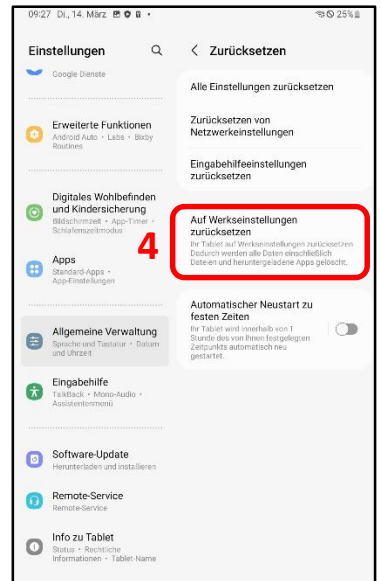 09:27 Di., 14. März
25%
Einstellungen
Zurücksetzen
Google Dienste
Erweiterte Funktionen
Android Auto • Labs • Bixby
Routines
Digitales Wohlbefinden
und Kindersicherung
Bildschirmzeit • App-Timer •
Schlafenszeitmodus
Apps
Standard-Apps •
App-Einstellungen
Allgemeine Verwaltung
Sprache und Tastatur • Datum
und Uhrzeit
Eingabehilfe
TalkBack • Mono-Audio •
Assistentenmenü
Software-Update
Herunterladen und installieren
Remote-Service
Remote-Service
Info zu Tablet
Status • Rechtliche
Informationen • Tablet-Name
Alle Einstellungen zurücksetzen
Zurücksetzen von
Netzwerkeinstellungen
Eingabehilfeeinstellungen
zurücksetzen
4
Auf Werkseinstellungen
zurücksetzen
Ihr Tablet auf Werkseinstellungen zurücksetzen.
Dadurch werden alle Daten einschließlich
Dateien und heruntergeladene Apps gelöscht.
Automatischer Neustart zu
festen Zeiten
Ihr Tablet wird innerhalb von 1
Stunde des von Ihnen festgelegten
Zeitpunkts automatisch neu
gestartet.